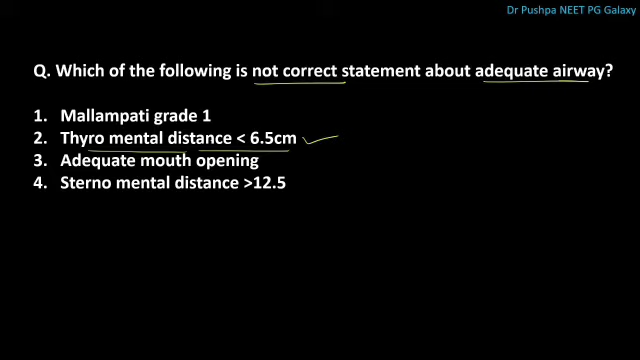 Dr Pushpa NEET PG Galaxy
Q. Which of the following is not correct statement about adequate airway?
1. Mallampati grade 1
2. Thyro mental distance < 6.5cm
3. Adequate mouth opening
4. Sterno mental distance >12.5